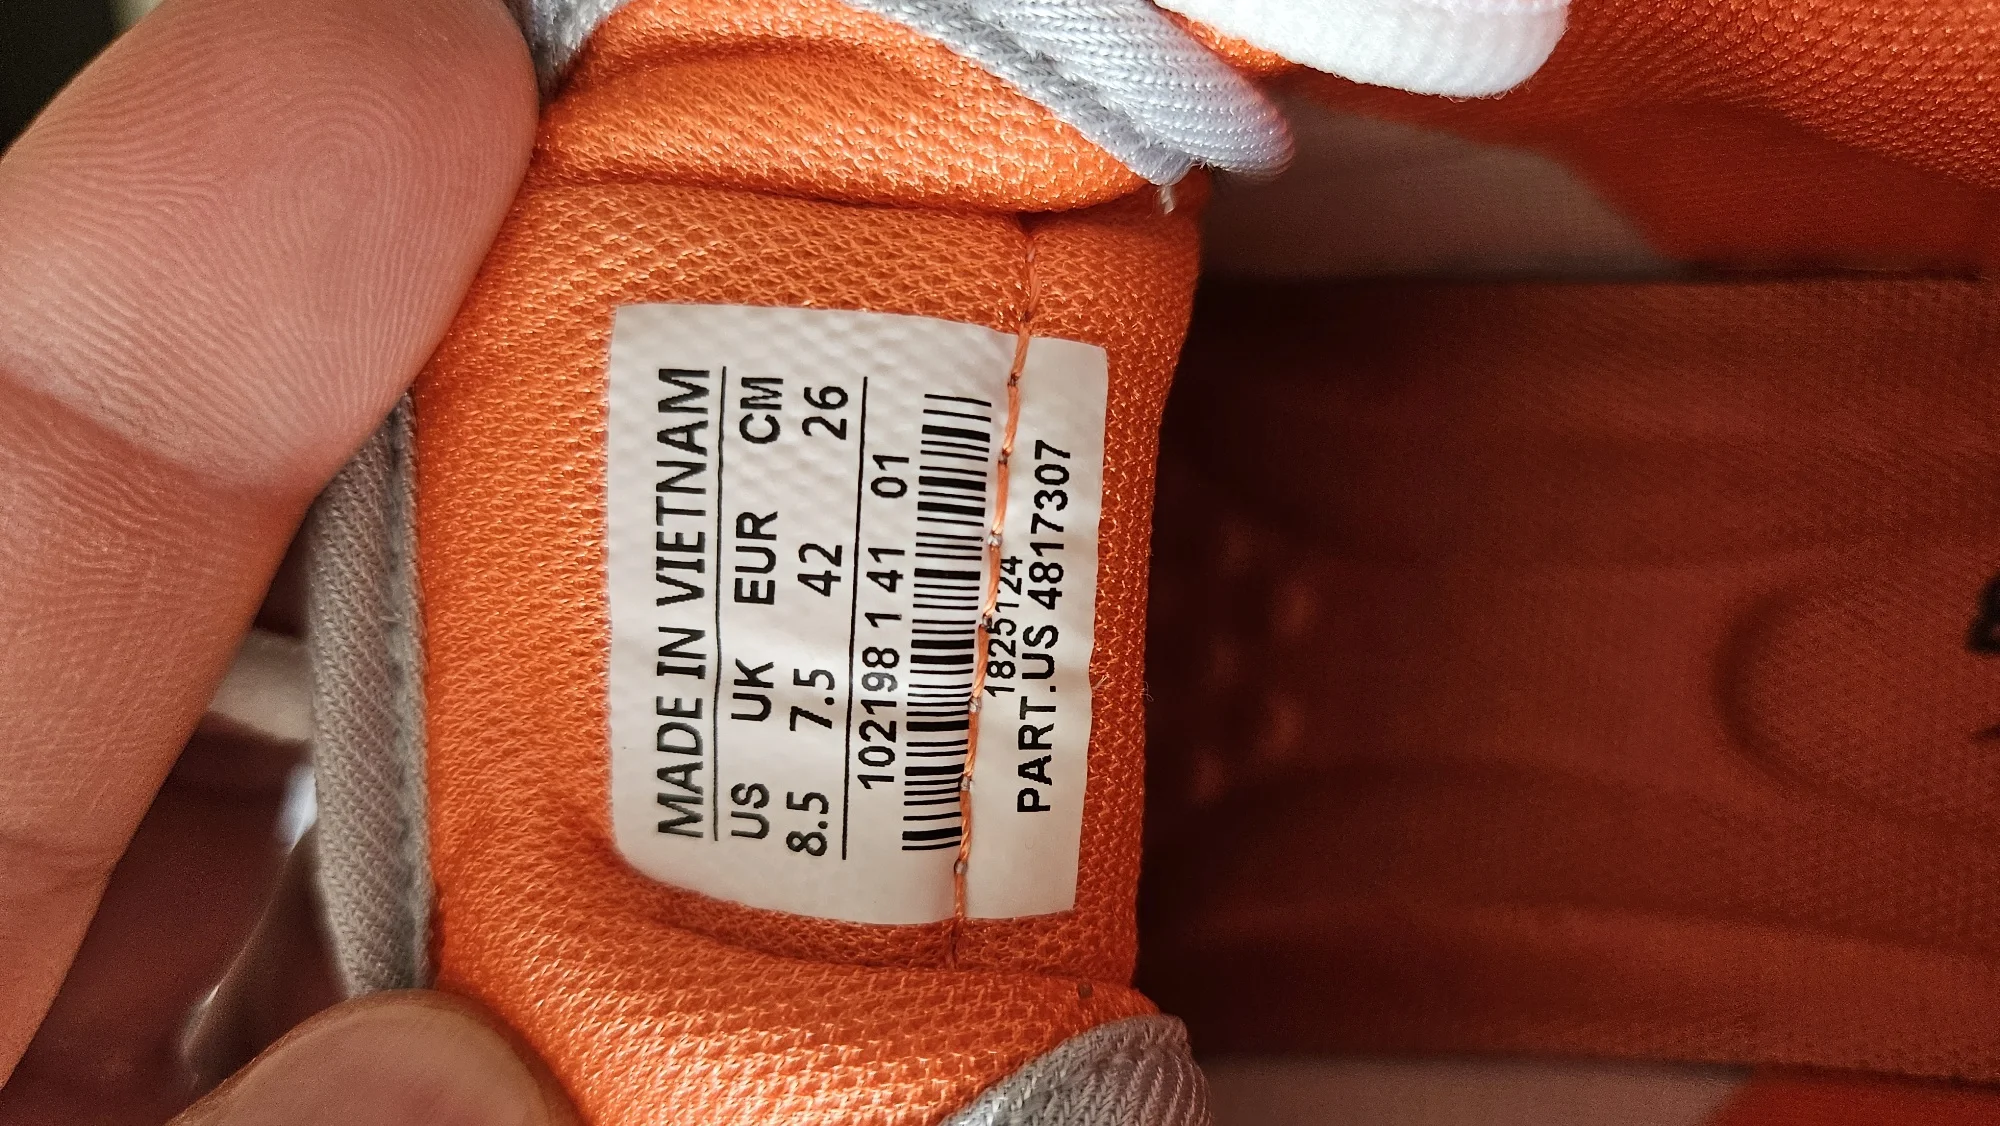 MADE IN VIETNAM
US UK EUR CM
8.5 7.5 42 26
102198 1 41 01
1825124
PART.US 4817307